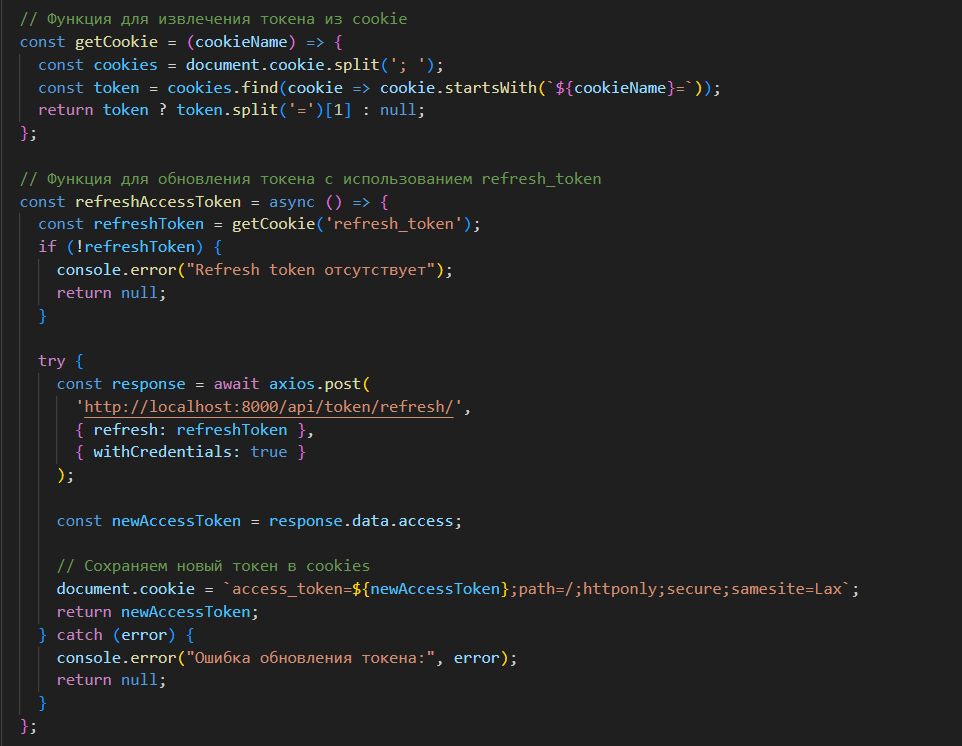 // Функция для извлечения токена из cookie
const getCookie = (cookieName) => {
  const cookies = document.cookie.split('; ');
  const token = cookies.find(cookie => cookie.startsWith(`${cookieName}=`));
  return token ? token.split('=')[1] : null;
};

// Функция для обновления токена с использованием refresh_token
const refreshAccessToken = async () => {
  const refreshToken = getCookie('refresh_token');
  if (!refreshToken) {
    console.error("Refresh token отсутствует");
    return null;
  }

  try {
    const response = await axios.post(
      'http://localhost:8000/api/token/refresh/',
      { refresh: refreshToken },
      { withCredentials: true }
    );

    const newAccessToken = response.data.access;

    // Сохраняем новый токен в cookies
    document.cookie = `access_token=${newAccessToken};path=/;httponly;secure;samesite=Lax`;
    return newAccessToken;
  } catch (error) {
    console.error("Ошибка обновления токена:", error);
    return null;
  }
};